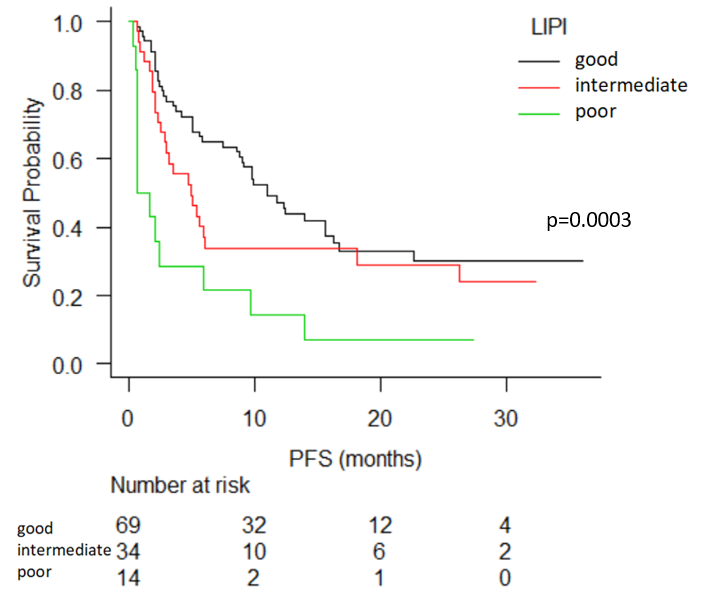 LIPI
good
intermediate
poor
p=0.0003
Survival Probability
1.0
0.8
0.6
0.4
0.2
0.0
0 10 20 30
PFS (months)
Number at risk
good 69 32 12 4
intermediate 34 10 6 2
poor 14 2 1 0